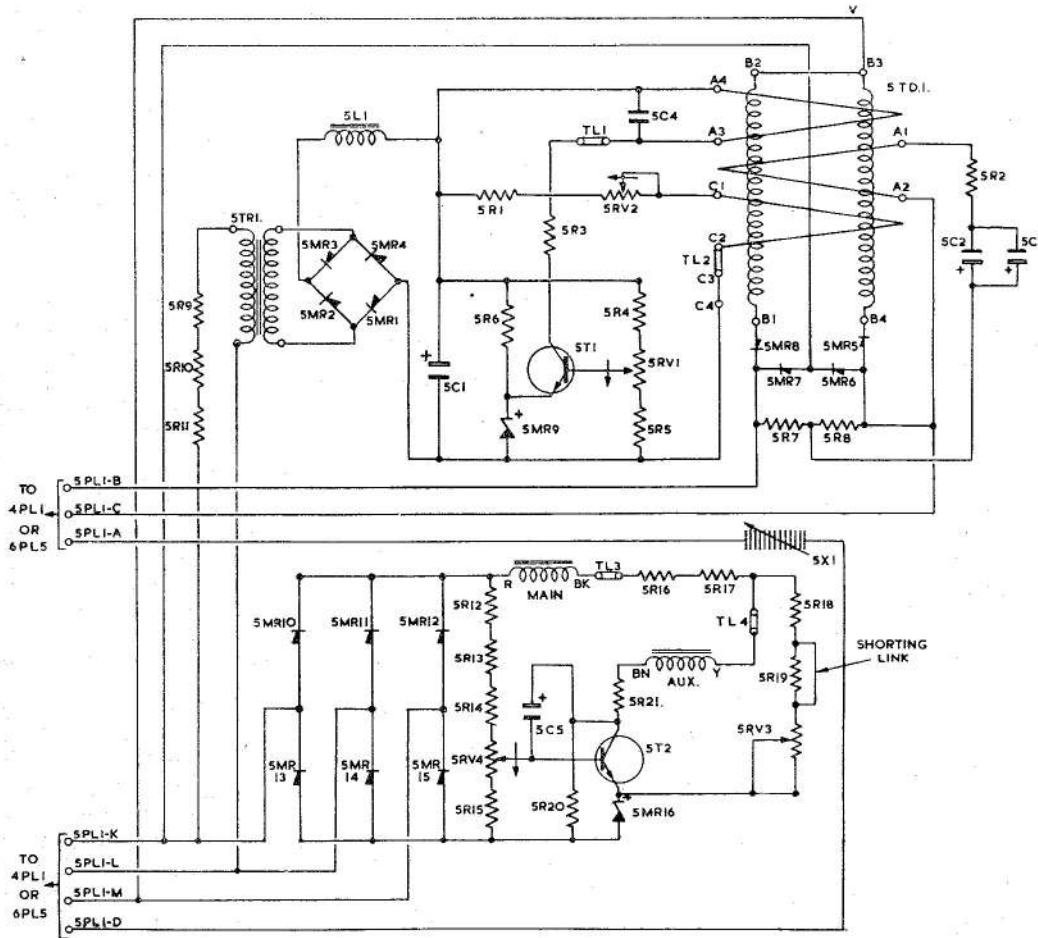 V
B2
B3
5 TD.1.
A4
5L1
5C4
TL1
A3
A1
5R2
A2
C1
5R1
5RV2
5R3
5TR1.
5MR3
5MR4
C2
TL2
C3
C4
5C2
5C
5MR2
5MR1
5R9
5R6
5R4
B1
B4
5T1
5MR8
5MR5
5R10
5RV1
5MR7
5MR6
+
5C1
5R11
+
5MR9
5R5
5R7
5R8
+
+
TO
4PL1
OR
6PL5
5PL1-B
5PL1-C
5PL1-A
5X1
R
MAIN
BK
TL3
5R16
5R17
5R12
5R18
5MR10
5MR11
5MR12
TL4
SHORTING
LINK
5R13
BN
AUX.
Y
5R19
5R14
+
5C5
5R21.
5T2
5RV3
5MR
13
5MR
14
5MR
15
5RV4
5R15
5R20
+
5MR16
TO
4PL1
OR
6PL5
5PL1-K
5PL1-L
5PL1-M
5PL1-D